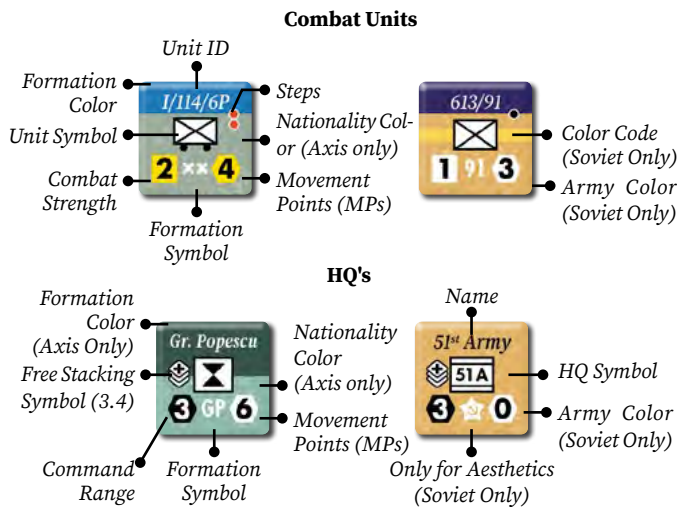 Combat Units
Unit ID
Formation
Color
I/114/6P
Steps
Unit Symbol
Nationality Col-
or (Axis only)
2 xx 4
Combat
Strength
Movement
Points (MPs)
Formation
Symbol
613/91
Color Code
(Soviet Only)
1 91 3
Army Color
(Soviet Only)
HQ's
Formation
Color
(Axis Only)
Gr. Popescu
Nationality
Color
(Axis only)
Free Stacking
Symbol (3.4)
3 GP 6
Movement
Points (MPs)
Command
Range
Formation
Symbol
Name
51st Army
51A
HQ Symbol
3 0
Army Color
(Soviet Only)
Only for Aesthetics
(Soviet Only)